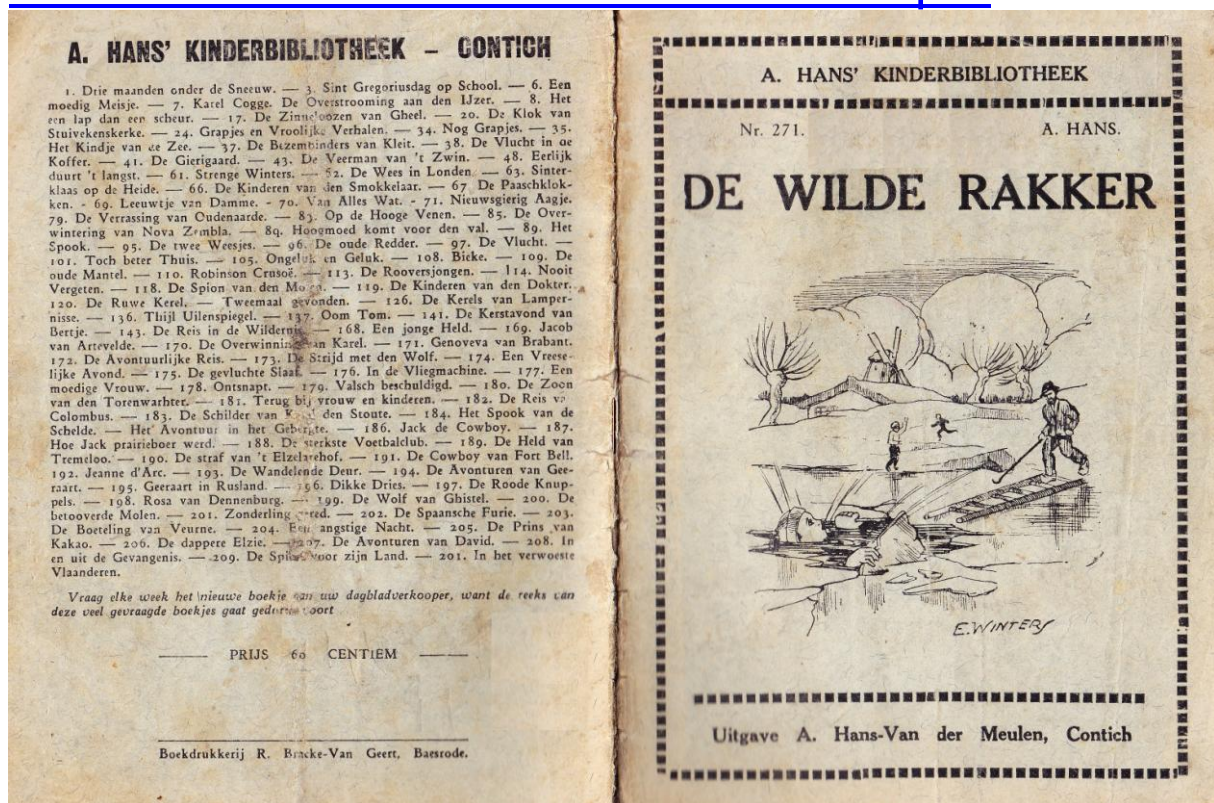 A. HANS' KINDERBIBLIOTHEEK – CONTICH
1. Drie maanden onder de Sneeuw. — 3. Sint Gregoriusdag op School. — 6. Een
moedig Meisje. — 7. Karel Cogge. De Overstrooming aan den IJzer. — 8. Het
een lap dan een scheur. — 17. De Zinneloozen van Gheel. — 20. De Klok van
Stuivekenskerke. — 24. Grapjes en Vroolijke Verhalen. — 34. Nog Grapjes. — 35.
Het Kindje van de Zee. — 37. De Bezembinders van Kleit. — 38. De Vlucht in de
Koffer. — 41. De Gierigaard. — 43. De Veerman van 't Zwin. — 48. Eerlijk
duurt 't langst. — 61. Strenge Winters. — 62. De Wees in Londen — 63. Sinter-
klaas op de Heide. — 66. De Kinderen van den Smokkelaar. — 67 De Paaschklok-
ken. - 69. Leeuwtje van Damme. - 70. Van Alles Wat. - 71. Nieuwsgierig Aagje.
79. De Verrassing van Oudenaarde. — 83. Op de Hooge Venen. — 85. De Over-
wintering van Nova Zembla. — 8q. Hoogmoed komt voor den val. — 89. Het
Spook. — 95. De twee Weesjes. — 96. De oude Redder. — 97. De Vlucht. —
101. Toch beter Thuis. — 105. Ongeluk en Geluk. — 108. Bieke. — 109. De
oude Mantel. — 110. Robinson Crusoë. — 113. De Rooversjongen. — 114. Nooit
Vergeten. — 118. De Spion van den Molen. — 119. De Kinderen van den Dokter.
120. De Ruwe Kerel. — Tweemaal gevonden. — 126. De Kerels van Lamper-
nisse. — 136. Thijl Uilenspiegel. — 137. Oom Tom. — 141. De Kerstavond van
Bertje. — 143. De Reis in de Wildernis. — 168. Een jonge Held. — 169. Jacob
van Artevelde. — 170. De Overwinning van Karel. — 171. Genoveva van Brabant.
172. De Avontuurlijke Reis. — 173. De Strijd met den Wolf. — 174. Een Vreese-
lijke Avond. — 175. De gevluchte Slaaf. — 176. In de Vliegmachine. — 177. Een
moedige Vrouw. — 178. Ontsnapt. — 179. Valsch beschuldigd. — 180. De Zoon
van den Torenwachter. — 181. Terug bij vrouw en kinderen. — 182. De Reis
Colombus. — 183. De Schilder van Karel den Stoute. — 184. Het Spook van de
Schelde. — Het Avontuur in het Gebergte. — 186. Jack de Cowboy. — 187.
Hoe Jack prairieboer werd. — 188. De sterkste Voetbalclub. — 189. De Held van
Tremeloo. — 190. De straf van 't Elzclarehof. — 191. De Cowboy van Fort Bell.
192. Jeanne d'Arc. — 193. De Wandelende Deur. — 194. De Avonturen van Gee-
raart. — 195. Geeraart in Rusland. — 196. Dikke Dries. — 197. De Roode Knup-
pels. — 198. Rosa van Dennenburg. — 199. De Wolf van Ghistel. — 200. De
betooverde Molen. — 201. Zonderling gered. — 202. De Spaansche Furie. — 203.
De Boeteling van Veurne. — 204. Een angstige Nacht. — 205. De Prins van
Kakao. — 206. De dappere Elzie. — 207. De Avonturen van David. — 208. In
en uit de Gevangenis. — 209. De Spion voor zijn Land. — 201. In het verwoeste
Vlaanderen.
Vraag elke week het nieuwe boekje aan uw dagbladverkooper, want de reeks van
deze veel gevraagde boekjes gaat gedurig voort
PRIJS 60 CENTIEM
Boekdrukkerij R. Bracke-Van Geert, Baesrode.
A. HANS' KINDERBIBLIOTHEEK
Nr. 271. A. HANS.
DE WILDE RAKKER
E. WINTERS
Uitgave A. Hans-Van der Meulen, Contich